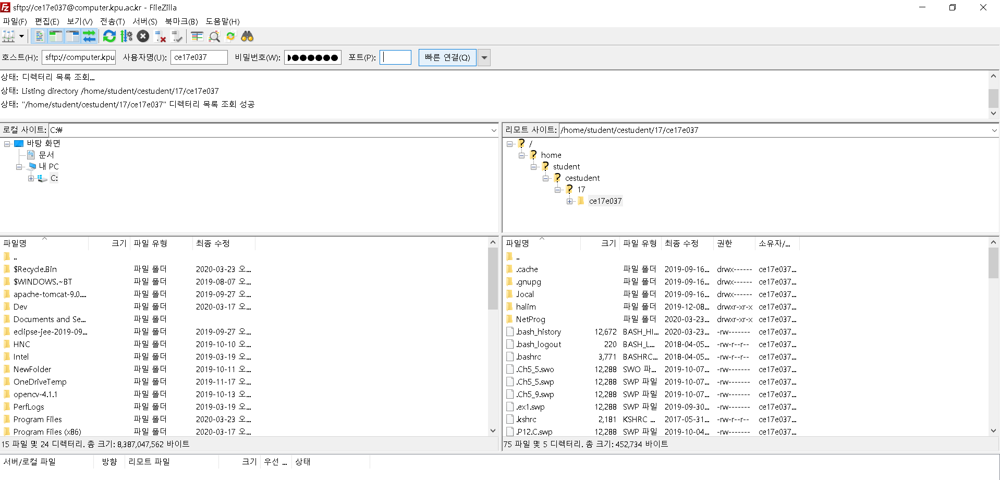 sftp://ce17e037@computer.kpu.ac.kr - FileZilla
파일(F) 편집(E) 보기(V) 전송(T) 서버(S) 북마크(B) 도움말(H)
호스트(H): sftp://computer.kpu 사용자명(U): ce17e037 비밀번호(W): 포트(P): 빠른 연결(Q)
상태: 디렉터리 목록 조회...
상태: Listing directory /home/student/cestudent/17/ce17e037
상태: "/home/student/cestudent/17/ce17e037" 디렉터리 목록 조회 성공
로컬 사이트: C:₩
바탕 화면
문서
내 PC
C:
리모트 사이트: /home/student/cestudent/17/ce17e037
/
home
student
cestudent
17
ce17e037
파일명 크기 파일 유형 최종 수정
..
$Recycle.Bin 파일 폴더 2020-03-23 오...
$WINDOWS.~BT 파일 폴더 2019-08-07 오...
apache-tomcat-9.0.... 파일 폴더 2019-09-27 오...
Dev 파일 폴더 2020-03-17 오...
Documents and Se... 파일 폴더
eclipse-jee-2019-09... 파일 폴더 2019-09-27 오...
HNC 파일 폴더 2019-10-10 오...
Intel 파일 폴더 2019-03-19 오...
NewFolder 파일 폴더 2019-10-11 오...
OneDriveTemp 파일 폴더 2019-11-17 오...
opencv-4.1.1 파일 폴더 2019-10-13 오...
PerfLogs 파일 폴더 2019-03-19 오...
Program Files 파일 폴더 2020-03-23 오...
Program Files (x86) 파일 폴더 2020-03-17 오...
15 파일 및 24 디렉터리. 총 크기: 8,387,047,562 바이트
파일명 크기 파일 유형 최종 수정 권한 소유자/...
..
.cache 파일 폴더 2019-09-16... drwx------ ce17e037...
.gnupg 파일 폴더 2019-09-16... drwx------ ce17e037...
.local 파일 폴더 2019-09-16... drwx------ ce17e037...
halim 파일 폴더 2019-12-08... drwxr-xr-x ce17e037...
NetProg 파일 폴더 2020-03-23... drwxr-xr-x ce17e037...
.bash_history 12,672 BASH_HI... 2020-03-23... -rw------- ce17e037...
.bash_logout 220 BASH_L... 2018-04-05... -rw-r--r-- ce17e037...
.bashrc 3,771 BASHRC... 2018-04-05... -rw-r--r-- ce17e037...
.Ch5_5.swo 12,288 SWO 파... 2019-10-07... -rw------- ce17e037...
.Ch5_5.swp 12,288 SWP 파일 2019-10-07... -rw------- ce17e037...
.Ch5_9.swp 12,288 SWP 파일 2019-10-07... -rw------- ce17e037...
.ex1.swp 12,288 SWP 파일 2019-09-30... -rw------- ce17e037...
.kshrc 2,181 KSHRC ... 2017-05-31... -rw-r--r-- ce17e037...
.P12.C.swp 12,288 SWP 파일 2019-10-04... -rw------- ce17e037...
75 파일 및 5 디렉터리. 총 크기: 452,734 바이트
서버/로컬 파일 방향 리모트 파일 크기 우선 ... 상태